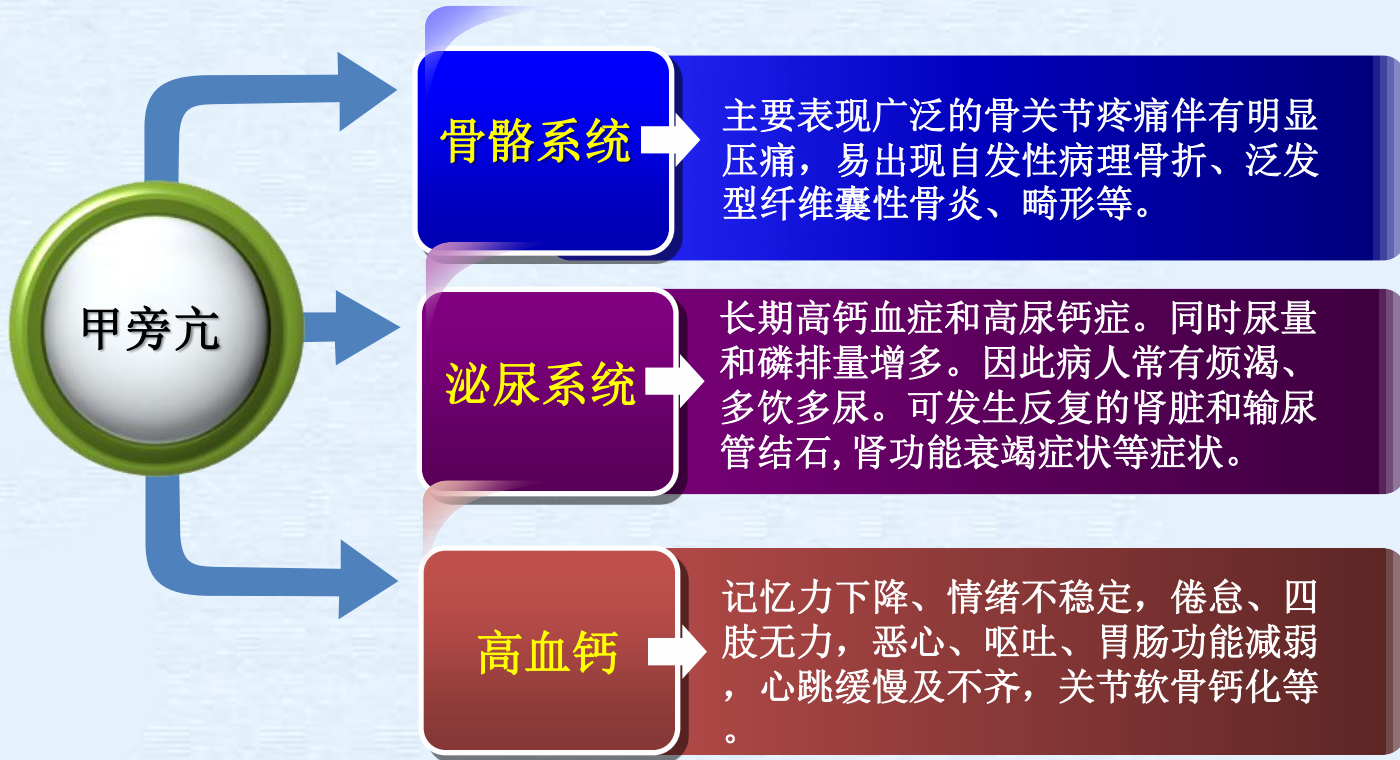 甲旁亢
骨骼系统
主要表现广泛的骨关节疼痛伴有明显
压痛，易出现自发性病理骨折、泛发
型纤维囊性骨炎、畸形等。
泌尿系统
长期高钙血症和高尿钙症。同时尿量
和磷排量增多。因此病人常有烦渴、
多饮多尿。可发生反复的肾脏和输尿
管结石,肾功能衰竭症状等症状。
高血钙
记忆力下降、情绪不稳定，倦怠、四
肢无力，恶心、呕吐、胃肠功能减弱
，心跳缓慢及不齐，关节软骨钙化等
。